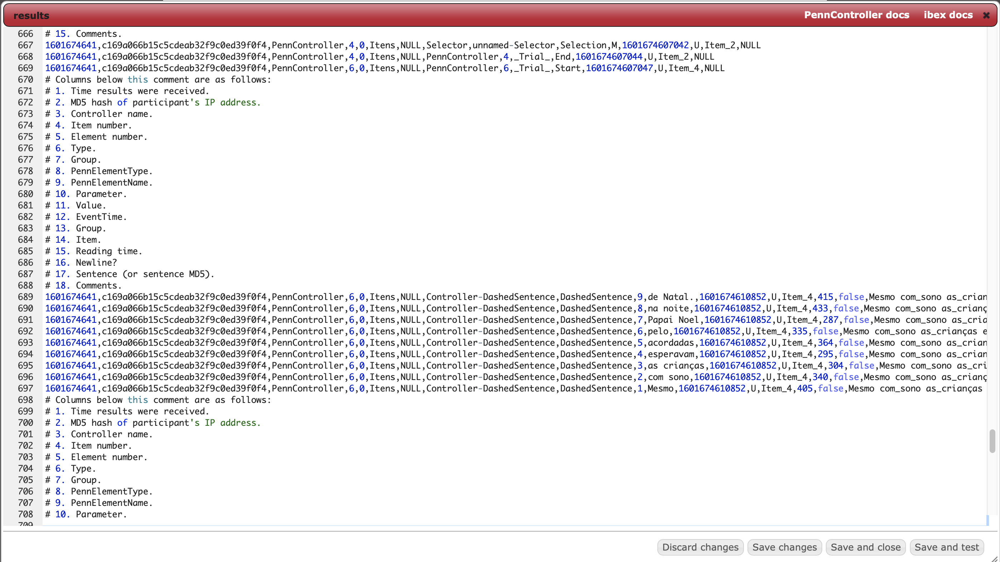 results PennController docs ibex docs ✖
666 # 15. Comments.
667 1601674641,c169a066b15c5cdeab32f9c0ed39f0f4,PennController,4,0,Itens,NULL,Selector,unnamed-Selector,Selection,M,1601674607042,U,Item_2,NULL
668 1601674641,c169a066b15c5cdeab32f9c0ed39f0f4,PennController,4,0,Itens,NULL,PennController,4,_Trial_,End,1601674607044,U,Item_2,NULL
669 1601674641,c169a066b15c5cdeab32f9c0ed39f0f4,PennController,6,0,Itens,NULL,PennController,6,_Trial_,Start,1601674607047,U,Item_4,NULL
670 # Columns below this comment are as follows:
671 # 1. Time results were received.
672 # 2. MD5 hash of participant's IP address.
673 # 3. Controller name.
674 # 4. Item number.
675 # 5. Element number.
676 # 6. Type.
677 # 7. Group.
678 # 8. PennElementType.
679 # 9. PennElementName.
680 # 10. Parameter.
681 # 11. Value.
682 # 12. EventTime.
683 # 13. Group.
684 # 14. Item.
685 # 15. Reading time.
686 # 16. Newline?
687 # 17. Sentence (or sentence MD5).
688 # 18. Comments.
689 1601674641,c169a066b15c5cdeab32f9c0ed39f0f4,PennController,6,0,Itens,NULL,Controller-DashedSentence,DashedSentence,9,de Natal.,1601674610852,U,Item_4,415,false,Mesmo com_sono as_crian
690 1601674641,c169a066b15c5cdeab32f9c0ed39f0f4,PennController,6,0,Itens,NULL,Controller-DashedSentence,DashedSentence,8,na noite,1601674610852,U,Item_4,433,false,Mesmo com_sono as_crianç
691 1601674641,c169a066b15c5cdeab32f9c0ed39f0f4,PennController,6,0,Itens,NULL,Controller-DashedSentence,DashedSentence,7,Papai Noel,1601674610852,U,Item_4,287,false,Mesmo com_sono as_cria
692 1601674641,c169a066b15c5cdeab32f9c0ed39f0f4,PennController,6,0,Itens,NULL,Controller-DashedSentence,DashedSentence,6,pelo,1601674610852,U,Item_4,335,false,Mesmo com_sono as_crianças e
693 1601674641,c169a066b15c5cdeab32f9c0ed39f0f4,PennController,6,0,Itens,NULL,Controller-DashedSentence,DashedSentence,5,acordadas,1601674610852,U,Item_4,364,false,Mesmo com_sono as_crian
694 1601674641,c169a066b15c5cdeab32f9c0ed39f0f4,PennController,6,0,Itens,NULL,Controller-DashedSentence,DashedSentence,4,esperavam,1601674610852,U,Item_4,295,false,Mesmo com_sono as_crian
695 1601674641,c169a066b15c5cdeab32f9c0ed39f0f4,PennController,6,0,Itens,NULL,Controller-DashedSentence,DashedSentence,3,as crianças,1601674610852,U,Item_4,304,false,Mesmo com_sono as_cri
696 1601674641,c169a066b15c5cdeab32f9c0ed39f0f4,PennController,6,0,Itens,NULL,Controller-DashedSentence,DashedSentence,2,com sono,1601674610852,U,Item_4,340,false,Mesmo com_sono as_crianç
697 1601674641,c169a066b15c5cdeab32f9c0ed39f0f4,PennController,6,0,Itens,NULL,Controller-DashedSentence,DashedSentence,1,Mesmo,1601674610852,U,Item_4,405,false,Mesmo com_sono as_crianças
698 # Columns below this comment are as follows:
699 # 1. Time results were received.
700 # 2. MD5 hash of participant's IP address.
701 # 3. Controller name.
702 # 4. Item number.
703 # 5. Element number.
704 # 6. Type.
705 # 7. Group.
706 # 8. PennElementType.
707 # 9. PennElementName.
708 # 10. Parameter.
709
Discard changes Save changes Save and close Save and test